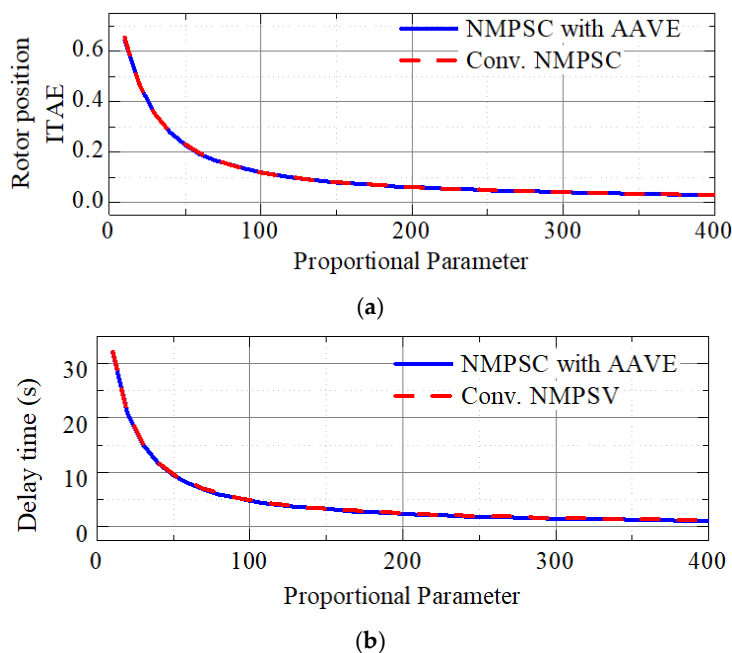 NMPSC with AAVE
Conv. NMPSC
Rotor position
ITAE
0.6
0.4
0.2
0.0
0
100
200
300
400
Proportional Parameter
(a)
NMPSC with AAVE
Conv. NMPSV
Delay time (s)
30
20
10
0
0
100
200
300
400
Proportional Parameter
(b)